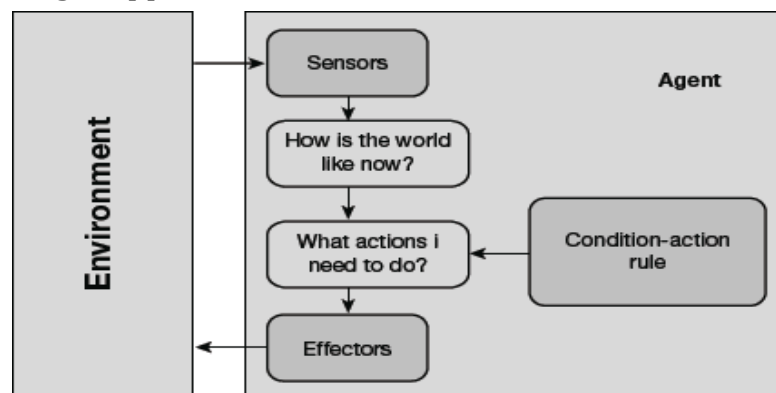 Sensors
Agent
How is the world
like now?
Environment
What actions i
need to do?
Condition-action
rule
Effectors